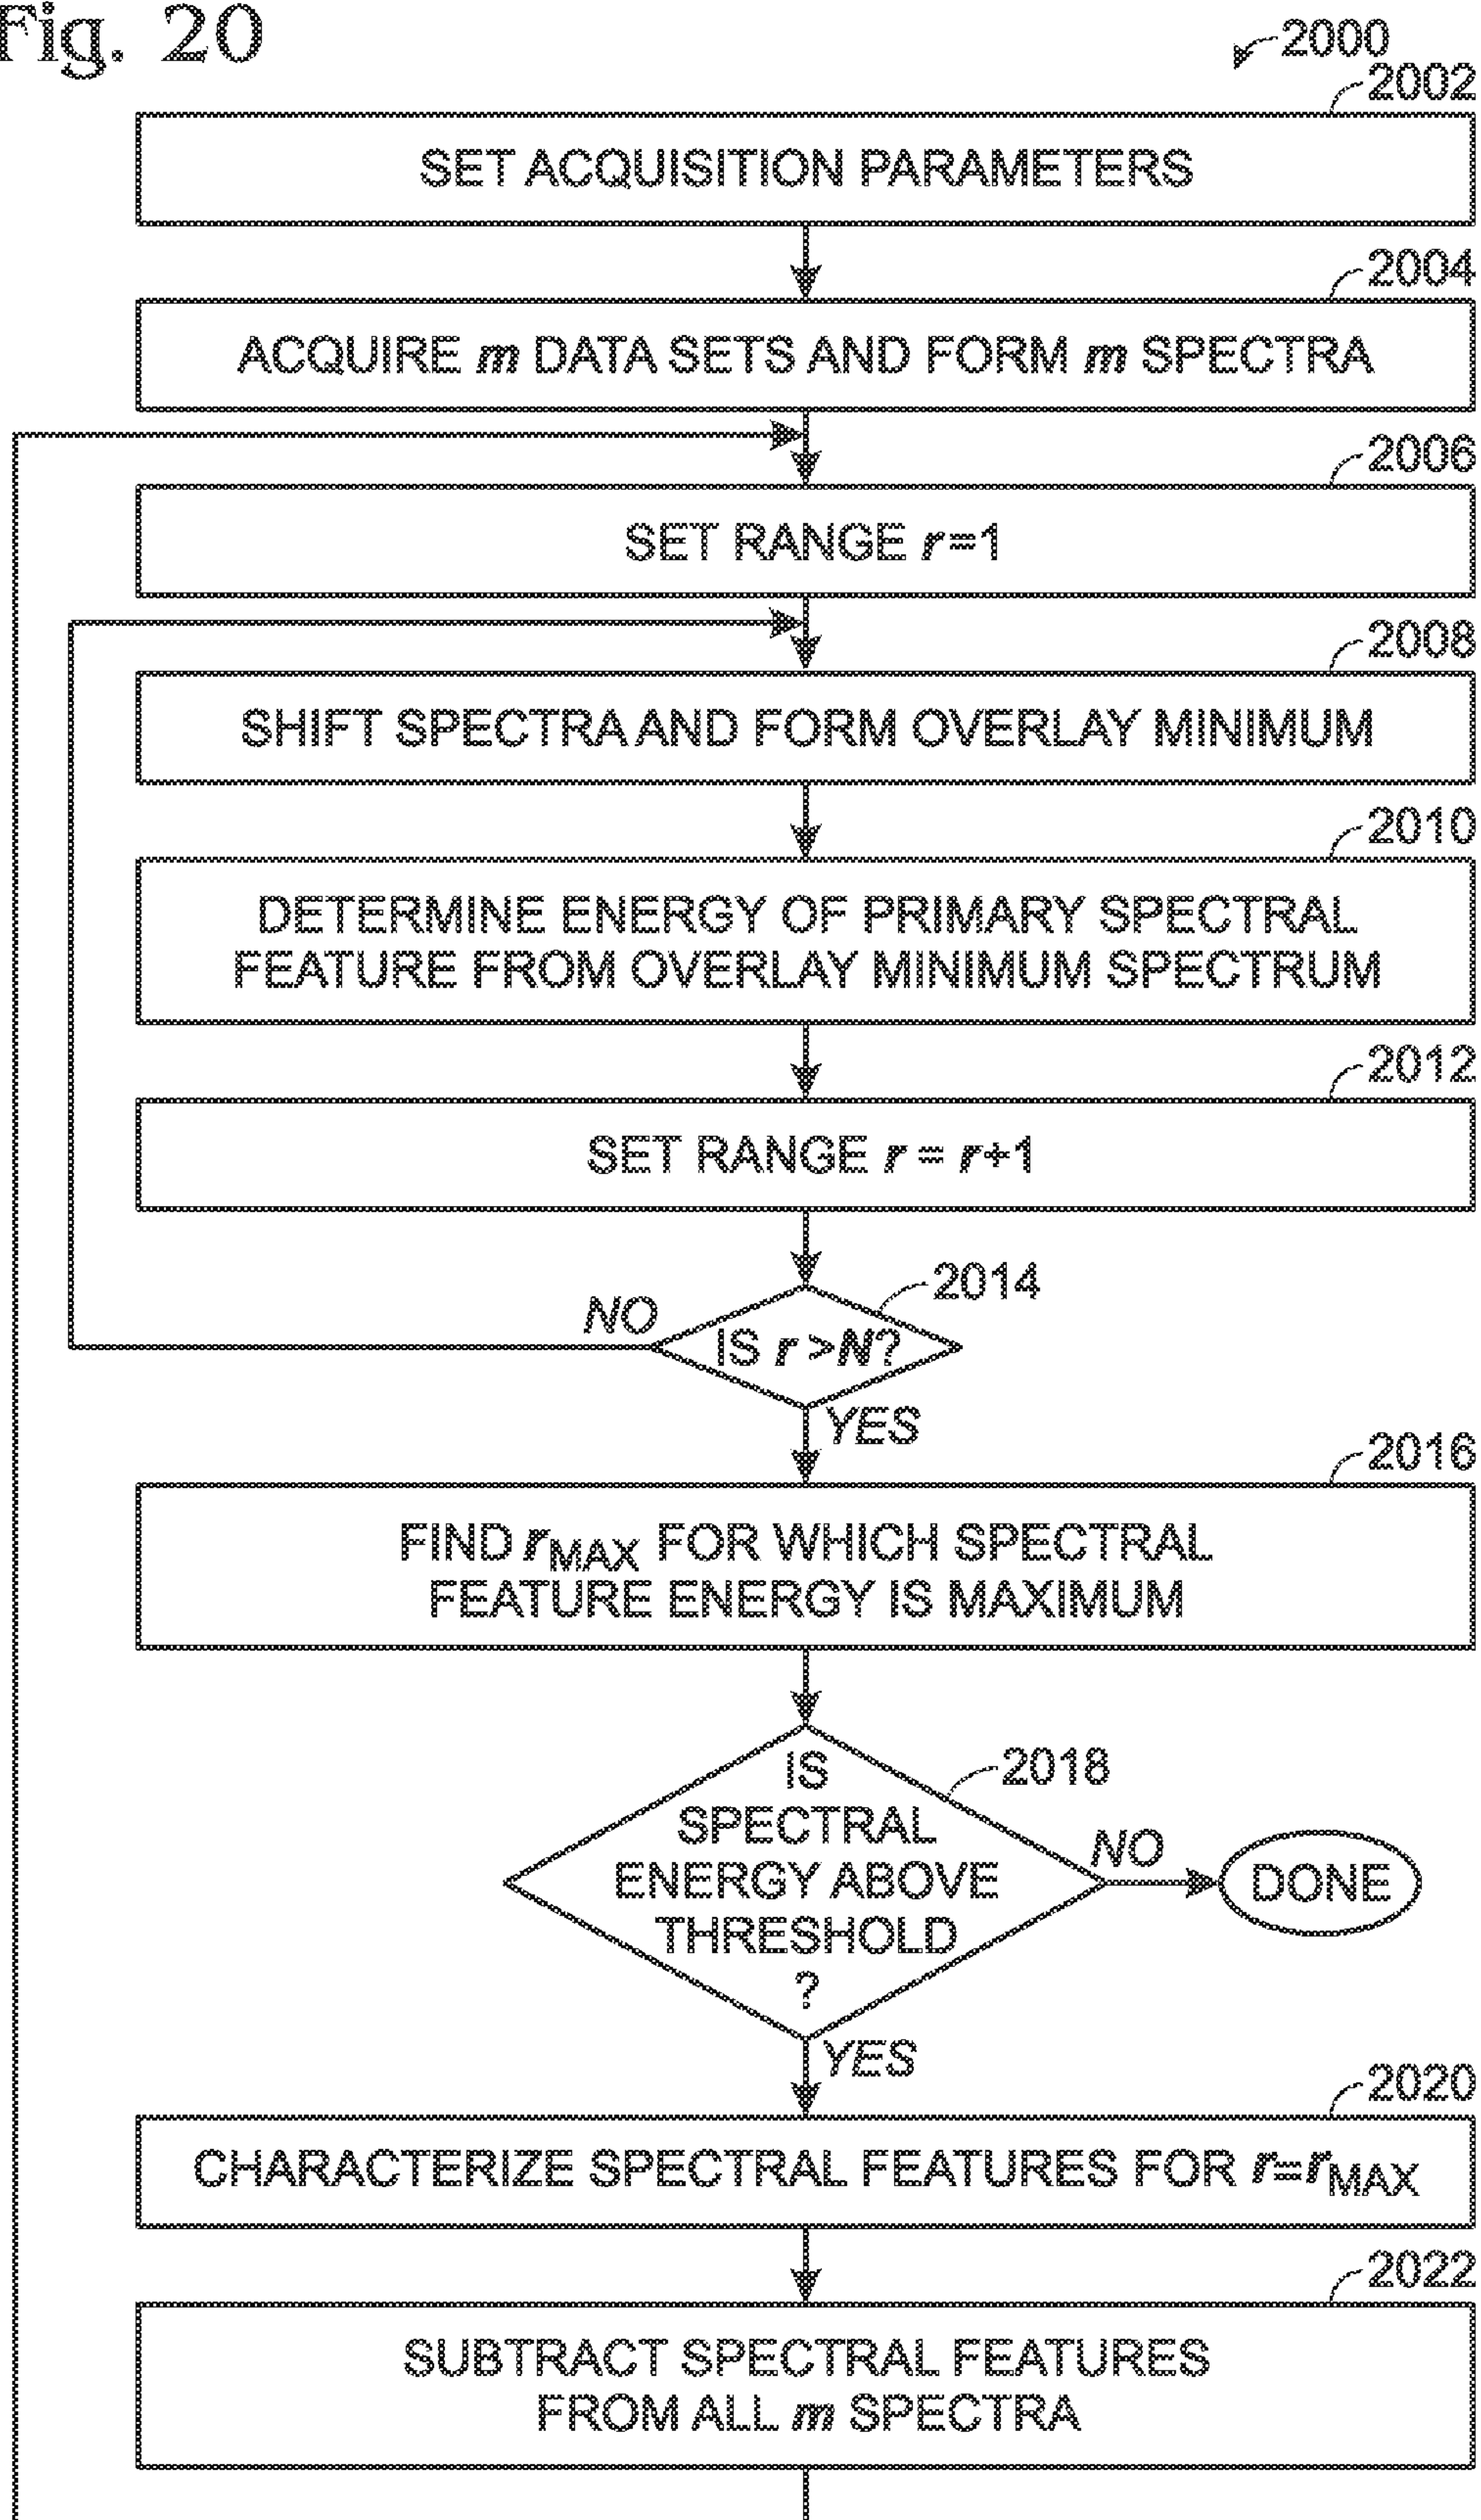 Fig. 20
2000
2002
SET ACQUISITION PARAMETERS
2004
ACQUIRE m DATA SETS AND FORM m SPECTRA
2006
SET RANGE r=1
2008
SHIFT SPECTRA AND FORM OVERLAY MINIMUM
2010
DETERMINE ENERGY OF PRIMARY SPECTRAL
FEATURE FROM OVERLAY MINIMUM SPECTRUM
2012
SET RANGE r = r+1
2014
NO
IS r >N?
YES
2016
FIND rMAX FOR WHICH SPECTRAL
FEATURE ENERGY IS MAXIMUM
2018
IS
SPECTRAL
ENERGY ABOVE
THRESHOLD
?
NO
DONE
YES
2020
CHARACTERIZE SPECTRAL FEATURES FOR r=rMAX
2022
SUBTRACT SPECTRAL FEATURES
FROM ALL m SPECTRA